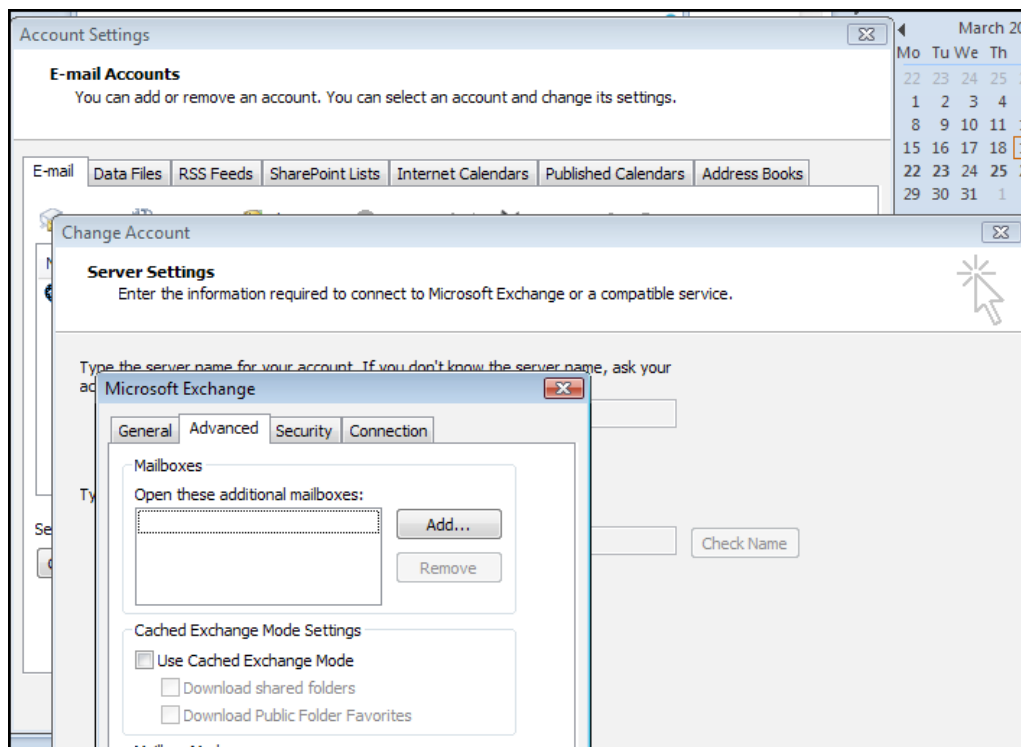 Account Settings
March 20
Mo Tu We Th
22 23 24 25
1 2 3 4
8 9 10 11
15 16 17 18
22 23 24 25
29 30 31 1
E-mail Accounts
You can add or remove an account. You can select an account and change its settings.
E-mail Data Files RSS Feeds SharePoint Lists Internet Calendars Published Calendars Address Books
Change Account
Server Settings
Enter the information required to connect to Microsoft Exchange or a compatible service.
Type the server name for your account. If you don't know the server name, ask your
Microsoft Exchange
General Advanced Security Connection
Mailboxes
Open these additional mailboxes:
Add...
Remove
Check Name
Cached Exchange Mode Settings
Use Cached Exchange Mode
Download shared folders
Download Public Folder Favorites